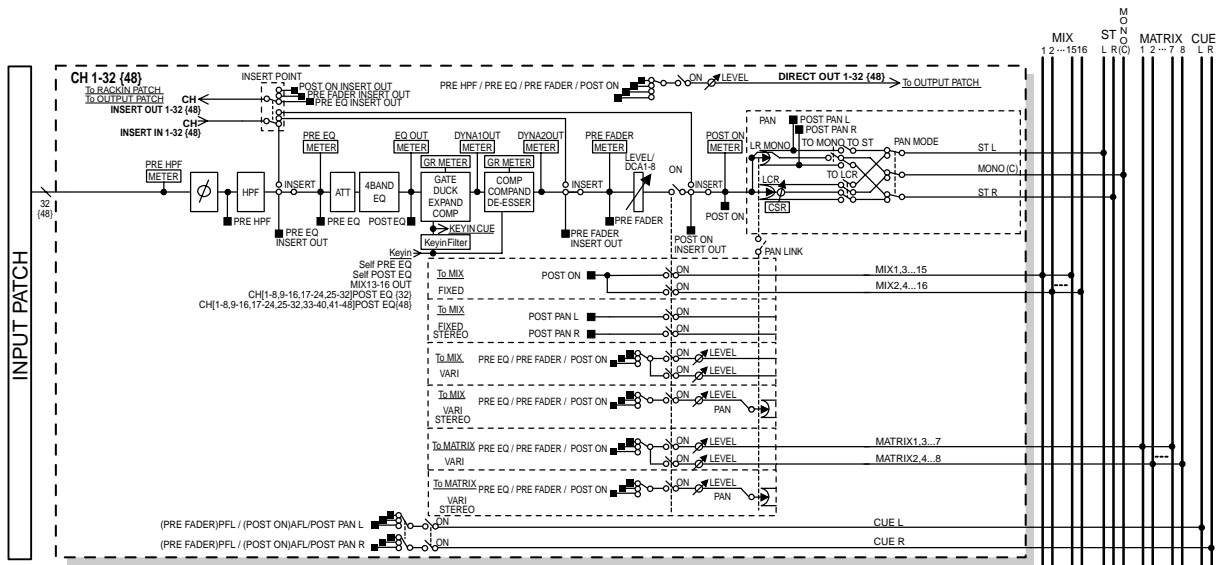 M
O
N
O
(C)
MIX
ST
MATRIX
CUE
1 2 ··· 15 16
L R
1 2 ··· 7 8
L R
INPUT PATCH
CH 1-32 {48}
To RACKIN PATCH
To OUTPUT PATCH
CH
INSERT OUT 1-32 {48}
CH
INSERT IN 1-32 {48}
INSERT POINT
POST ON INSERT OUT
PRE FADER INSERT OUT
PRE EQ INSERT OUT
PRE HPF / PRE EQ / PRE FADER / POST ON
ON
LEVEL
DIRECT OUT 1-32 {48}
To OUTPUT PATCH
32
{48}
PRE HPF
METER
Ø
PRE HPF
HPF
INSERT
PRE EQ
INSERT OUT
PRE EQ
METER
PRE EQ
ATT
4BAND
EQ
EQ OUT
METER
POST EQ
DYNA1OUT
METER
GR METER
GATE
DUCK
EXPAND
COMP
KEYIN CUE
Keyin Filter
Keyin
DYNA2OUT
METER
GR METER
COMP
COMPAND
DE-ESSER
INSERT
PRE FADER
INSERT OUT
PRE FADER
METER
PRE FADER
LEVEL/
DCA1-8
ON
INSERT
POST ON
INSERT OUT
POST ON
METER
POST ON
PAN
POST PAN L
POST PAN R
LR MONO
TO MONO TO ST
PAN MODE
LCR
TO LCR
CSR
ST L
MONO (C)
ST R
PAN LINK
Self PRE EQ
Self POST EQ
MIX13-16 OUT
CH[1-8,9-16,17-24,25-32]POST EQ {32}
CH[1-8,9-16,17-24,25-32,33-40,41-48]POST EQ{48}
To MIX
FIXED
POST ON
ON
MIX1,3...15
MIX2,4...16
To MIX
FIXED
STEREO
POST PAN L
ON
POST PAN R
ON
To MIX
VARI
PRE EQ / PRE FADER / POST ON
ON
LEVEL
ON
LEVEL
To MIX
VARI
STEREO
PRE EQ / PRE FADER / POST ON
ON
LEVEL
PAN
To MATRIX
VARI
PRE EQ / PRE FADER / POST ON
ON
LEVEL
MATRIX1,3...7
ON
LEVEL
MATRIX2,4...8
To MATRIX
VARI
STEREO
PRE EQ / PRE FADER / POST ON
ON
LEVEL
PAN
(PRE FADER)PFL / (POST ON)AFL/POST PAN L
ON
CUE L
(PRE FADER)PFL / (POST ON)AFL/POST PAN R
ON
CUE R